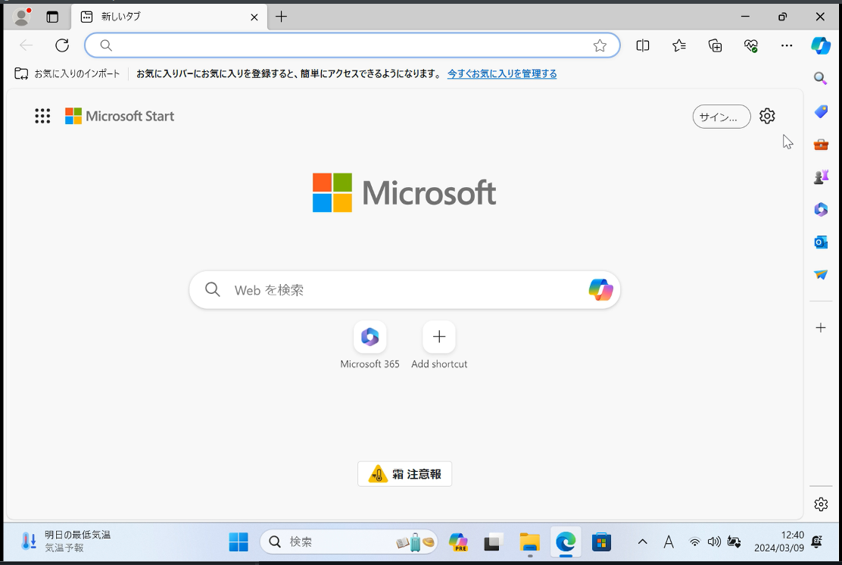 新しいタブ
お気に入りのインポート
お気に入りバーにお気に入りを登録すると、簡単にアクセスできるようになります。 今すぐお気に入りを管理する
Microsoft Start
サイン...
Microsoft
Web を検索
Microsoft 365
Add shortcut
霜 注意報
明日の最低気温
気温予報
検索
PRE
A
12:40
2024/03/09